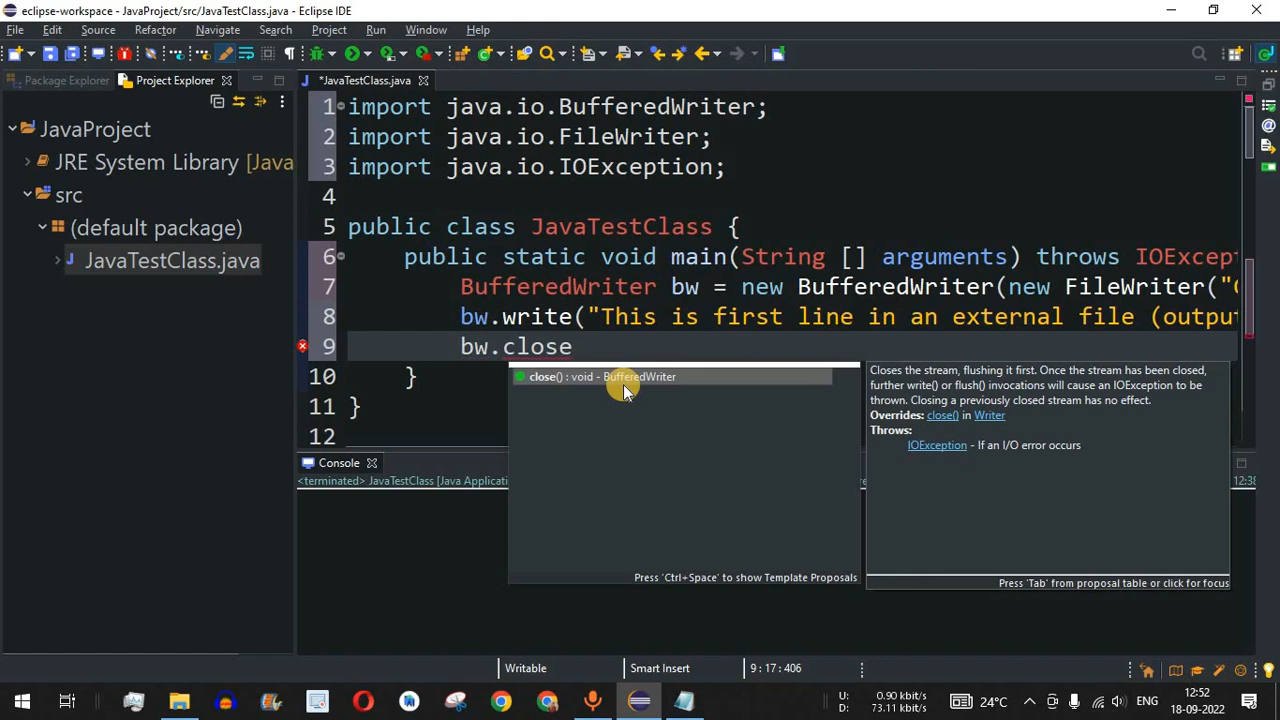 eclipse-workspace - JavaProject/src/JavaTestClass.java - Eclipse IDE
File Edit Source Refactor Navigate Search Project Run Window Help
Package Explorer Project Explorer *JavaTestClass.java
JavaProject
JRE System Library [Java
src
(default package)
JavaTestClass.java
1 import java.io.BufferedWriter;
2 import java.io.FileWriter;
3 import java.io.IOException;
4
5 public class JavaTestClass {
6 public static void main(String [] arguments) throws IOExcept
7 BufferedWriter bw = new BufferedWriter(new FileWriter("
8 bw.write("This is first line in an external file (outpu
9 bw.close
10 }
11 }
12
close() : void - BufferedWriter
Press 'Ctrl+Space' to show Template Proposals
Closes the stream, flushing it first. Once the stream has been closed,
further write() or flush() invocations will cause an IOException to be
thrown. Closing a previously closed stream has no effect.
Overrides: close() in Writer
Throws:
IOException - If an I/O error occurs
Press 'Tab' from proposal table or click for focus
Console
<terminated> JavaTestClass [Java Applicati
12:38
Writable Smart Insert 9 : 17 : 406
U: 0.90 kbit/s
D: 73.11 kbit/s
24°C
ENG
12:52
18-09-2022